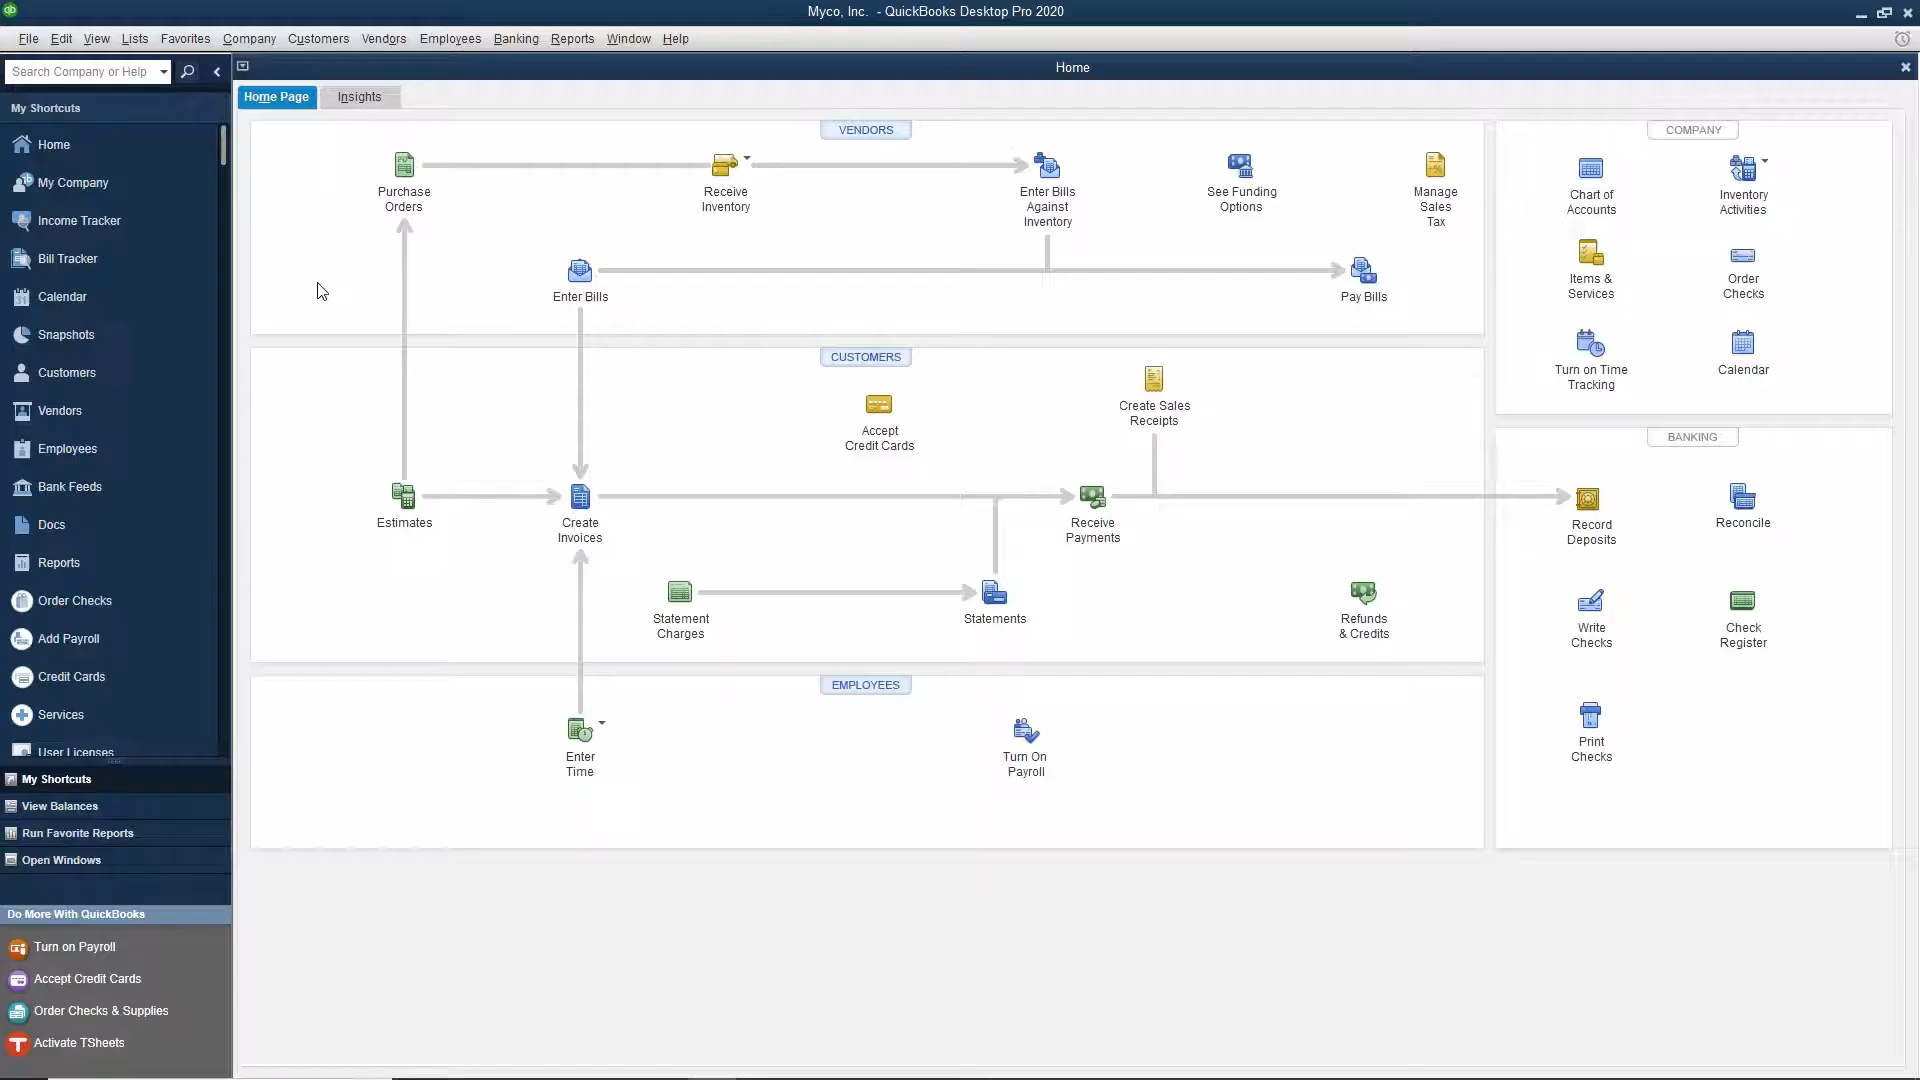 Myco, Inc.  - QuickBooks Desktop Pro 2020
File Edit View Lists Favorites Company Customers Vendors Employees Banking Reports Window Help
Search Company or Help
Home
Home Page Insights
My Shortcuts
Home
My Company
Income Tracker
Bill Tracker
Calendar
Snapshots
Customers
Vendors
Employees
Bank Feeds
Docs
Reports
Order Checks
Add Payroll
Credit Cards
Services
User Licenses
My Shortcuts
View Balances
Run Favorite Reports
Open Windows
Do More With QuickBooks
Turn on Payroll
Accept Credit Cards
Order Checks & Supplies
Activate TSheets
VENDORS
Purchase
Orders
Receive
Inventory
Enter Bills
Against
Inventory
See Funding
Options
Manage
Sales
Tax
Enter Bills
Pay Bills
CUSTOMERS
Accept
Credit Cards
Create Sales
Receipts
Estimates
Create
Invoices
Receive
Payments
Statement
Charges
Statements
Refunds
& Credits
EMPLOYEES
Enter
Time
Turn On
Payroll
COMPANY
Chart of
Accounts
Inventory
Activities
Items &
Services
Order
Checks
Turn on Time
Tracking
Calendar
BANKING
Record
Deposits
Reconcile
Write
Checks
Check
Register
Print
Checks